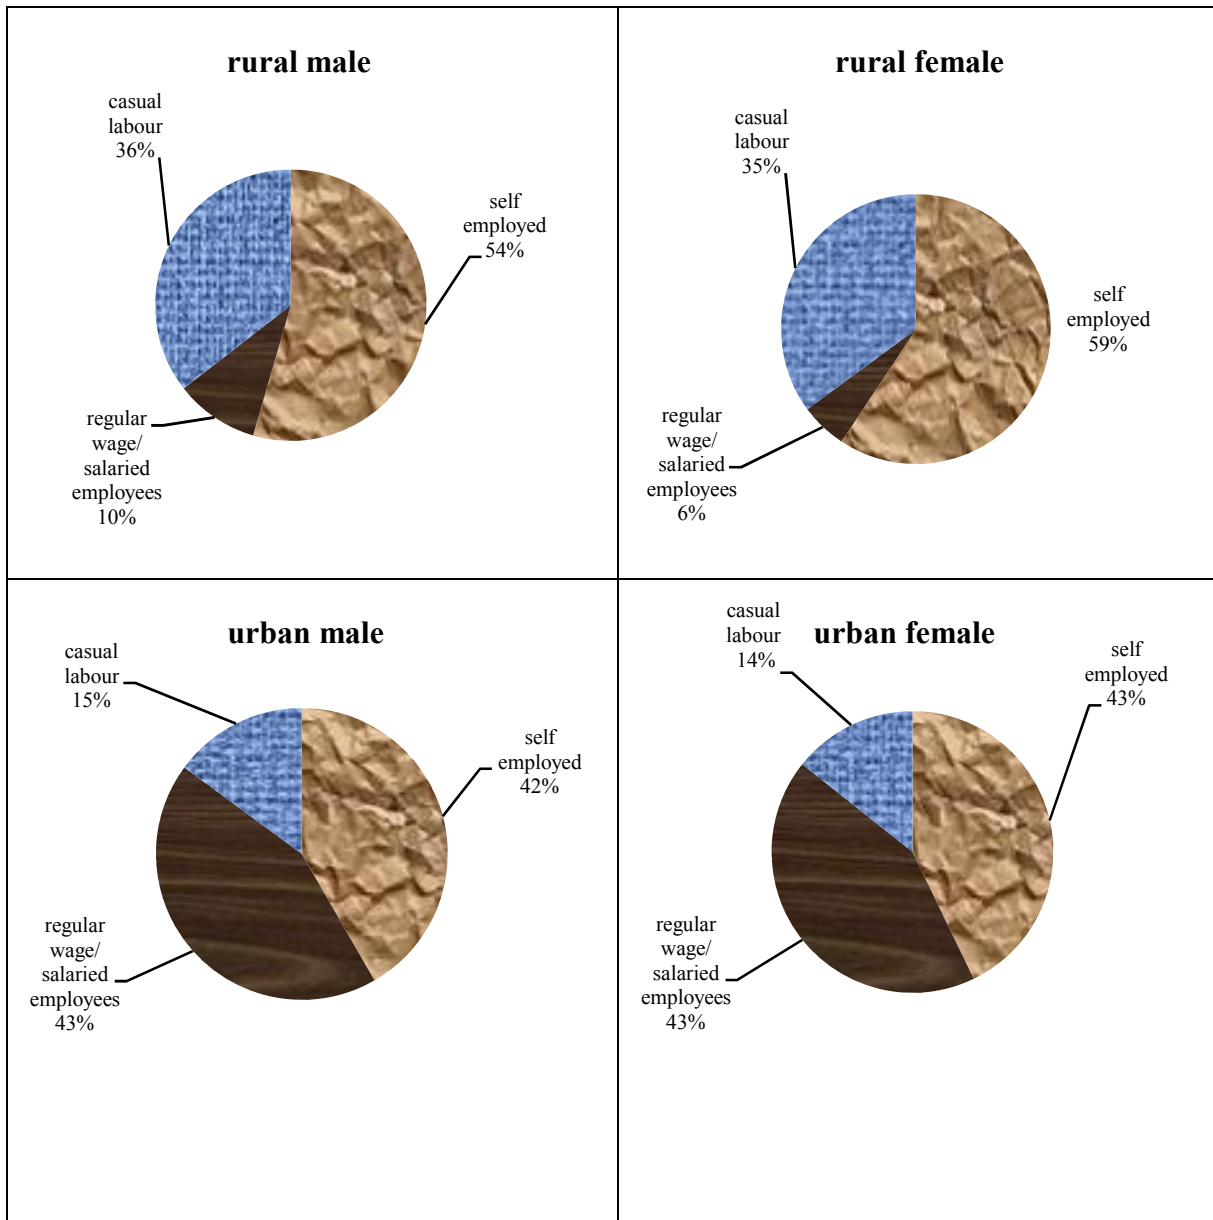 rural male
casual
labour
36%
self
employed
54%
regular
wage/
salaried
employees
10%
rural female
casual
labour
35%
self
employed
59%
regular
wage/
salaried
employees
6%
urban male
casual
labour
15%
self
employed
42%
regular
wage/
salaried
employees
43%
urban female
casual
labour
14%
self
employed
43%
regular
wage/
salaried
employees
43%